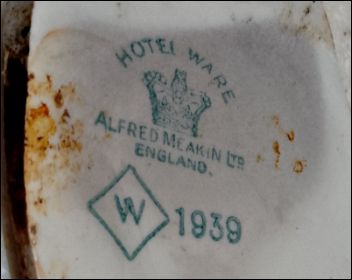 HOTEL WARE
ALFRED MEAKIN LTD
ENGLAND.
W 1939